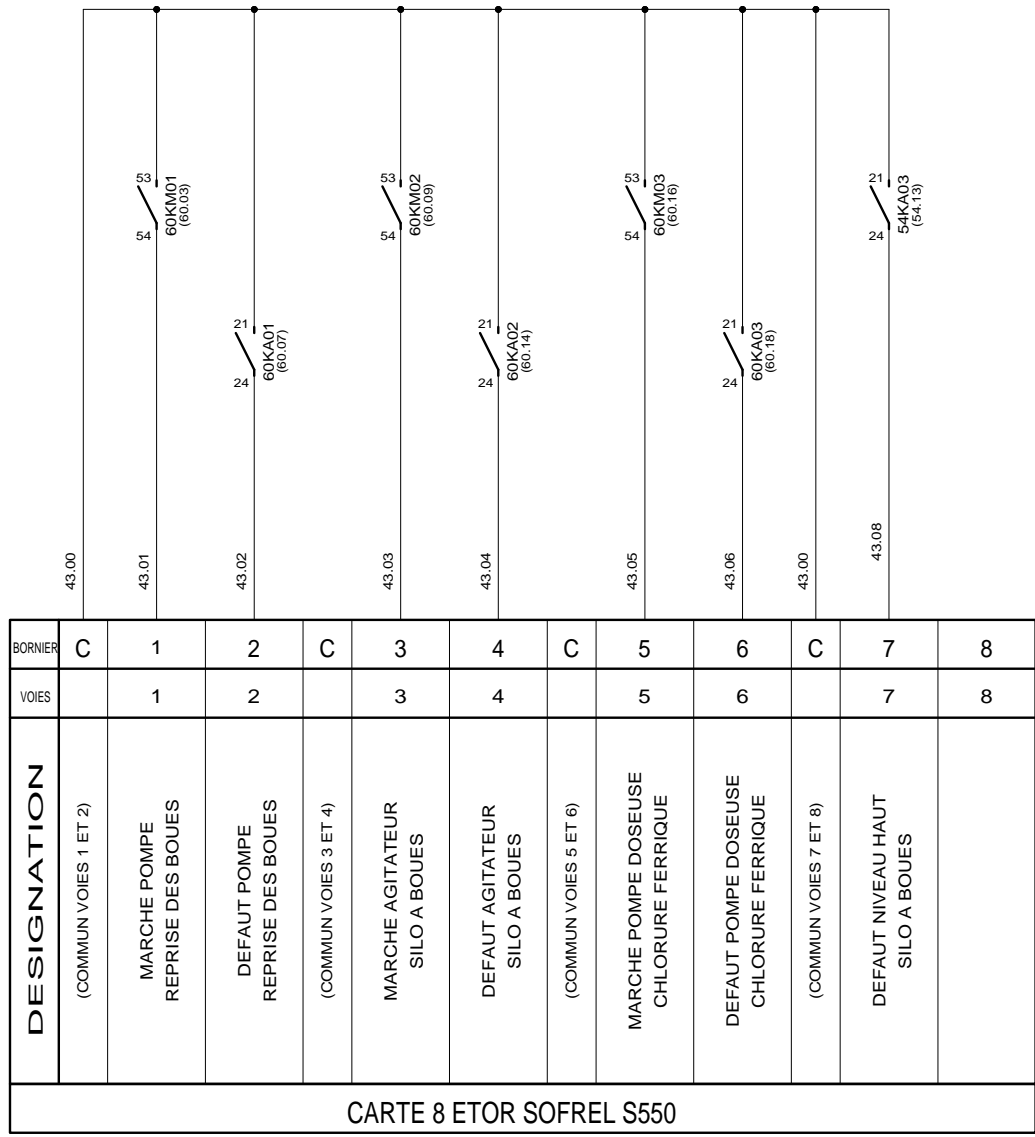 53
54
60KM01
(60.03)
53
54
60KM02
(60.09)
53
54
60KM03
(60.16)
21
24
54KA03
(54.13)
21
24
60KA01
(60.07)
21
24
60KA02
(60.14)
21
24
60KA03
(60.18)
43.00
43.01
43.02
43.03
43.04
43.05
43.06
43.00
43.08
BORNIER C 1 2 C 3 4 C 5 6 C 7 8
VOIES 1 2 3 4 5 6 7 8
DESIGNATION
(COMMUN VOIES 1 ET 2)
MARCHE POMPE
REPRISE DES BOUES
DEFAUT POMPE
REPRISE DES BOUES
(COMMUN VOIES 3 ET 4)
MARCHE AGITATEUR
SILO A BOUES
DEFAUT AGITATEUR
SILO A BOUES
(COMMUN VOIES 5 ET 6)
MARCHE POMPE DOSEUSE
CHLORURE FERRIQUE
DEFAUT POMPE DOSEUSE
CHLORURE FERRIQUE
(COMMUN VOIES 7 ET 8)
DEFAUT NIVEAU HAUT
SILO A BOUES
CARTE 8 ETOR SOFREL S550